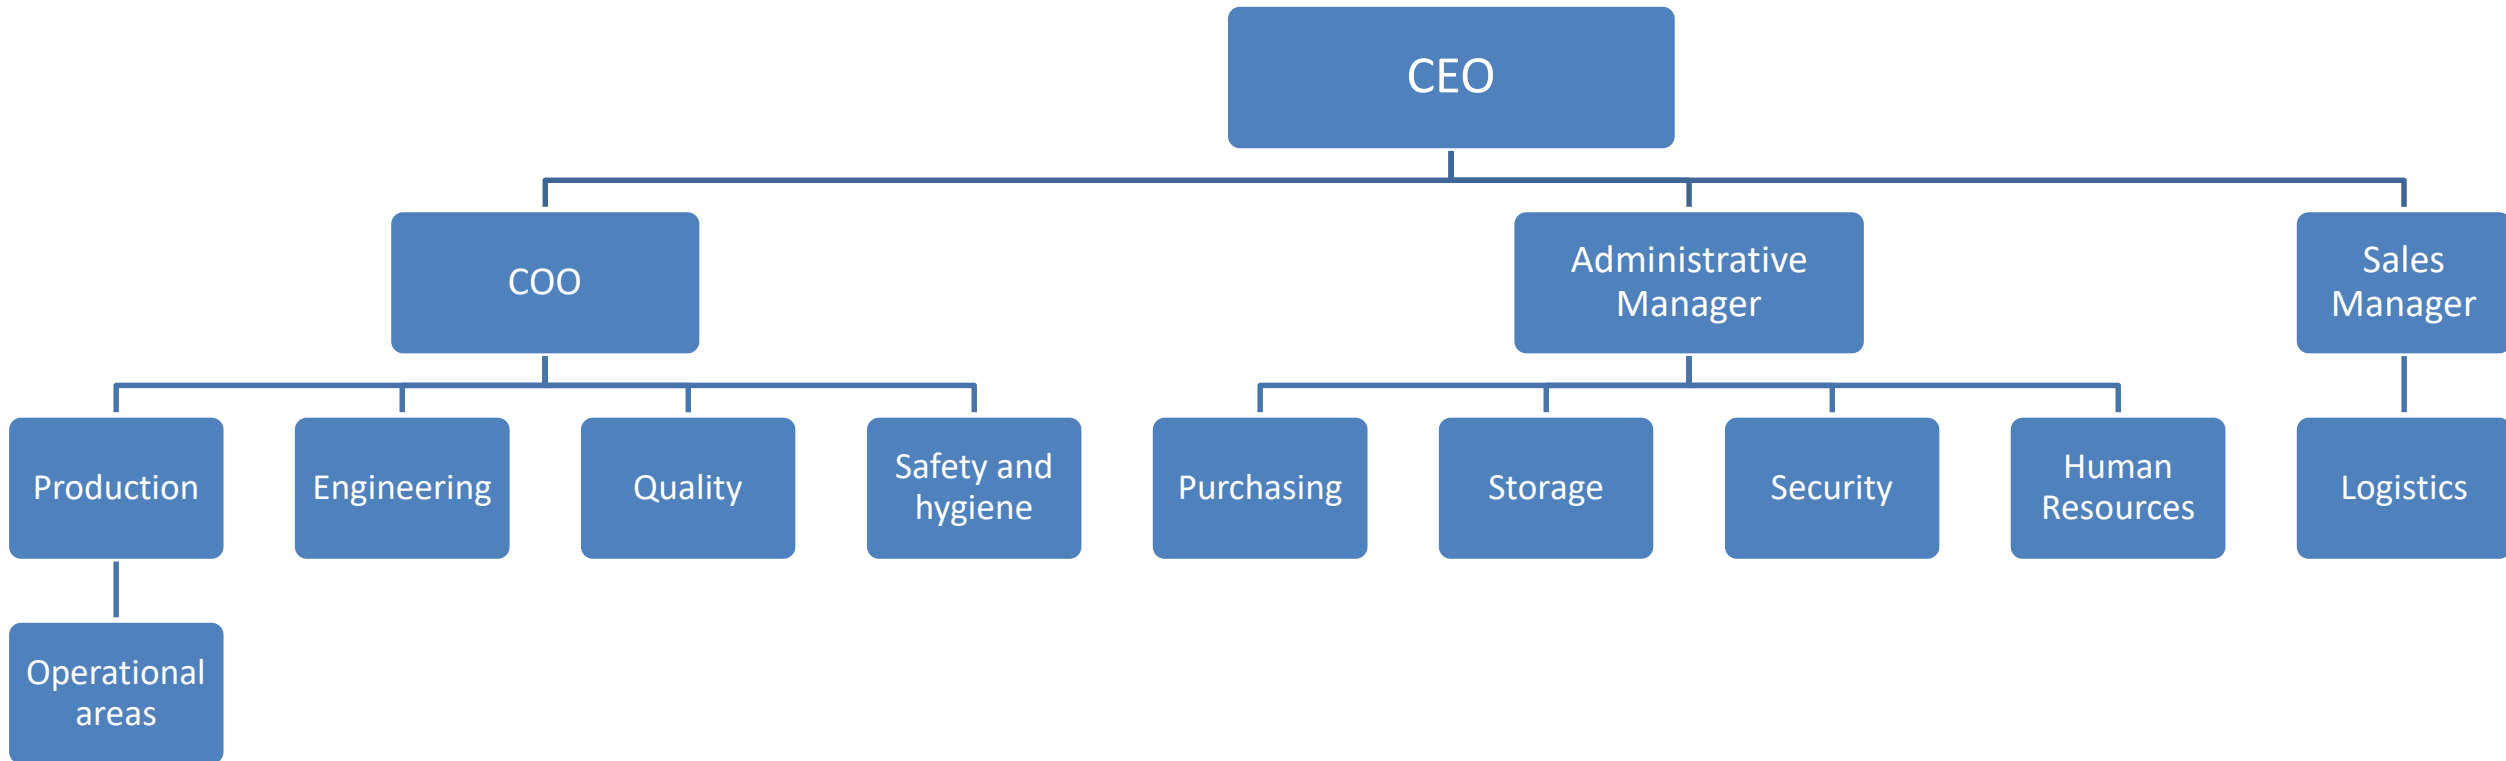 CEO
COO
Administrative
Manager
Sales
Manager
Production
Engineering
Quality
Safety and
hygiene
Purchasing
Storage
Security
Human
Resources
Logistics
Operational
areas